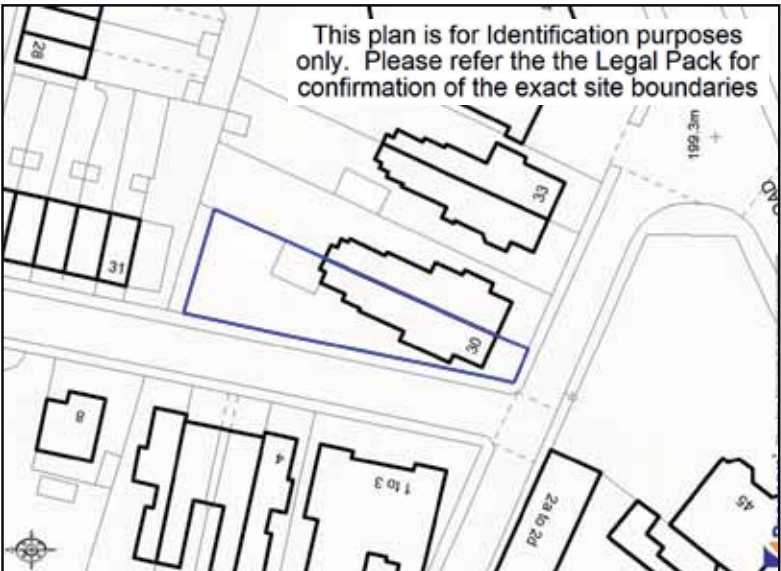 This plan is for Identification purposes
only. Please refer the the Legal Pack for
confirmation of the exact site boundaries
28
199.3m
33
31
30
8
4
1 to 3
2a to 2d
45